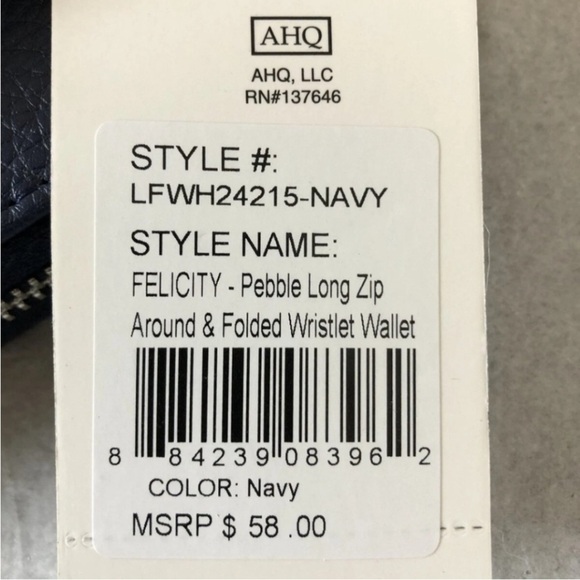 AHQ
AHQ, LLC
RN#137646
STYLE #:
LFWH24215-NAVY
STYLE NAME:
FELICITY - Pebble Long Zip
Around & Folded Wristlet Wallet
8 84239 08396 2
COLOR: Navy
MSRP $ 58 .00